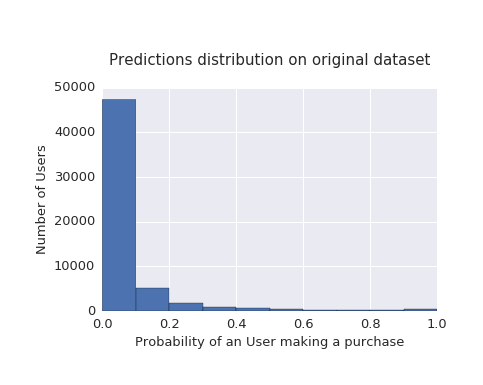 Predictions distribution on original dataset
50000
40000
30000
20000
10000
0
Number of Users
0.0 0.2 0.4 0.6 0.8 1.0
Probability of an User making a purchase